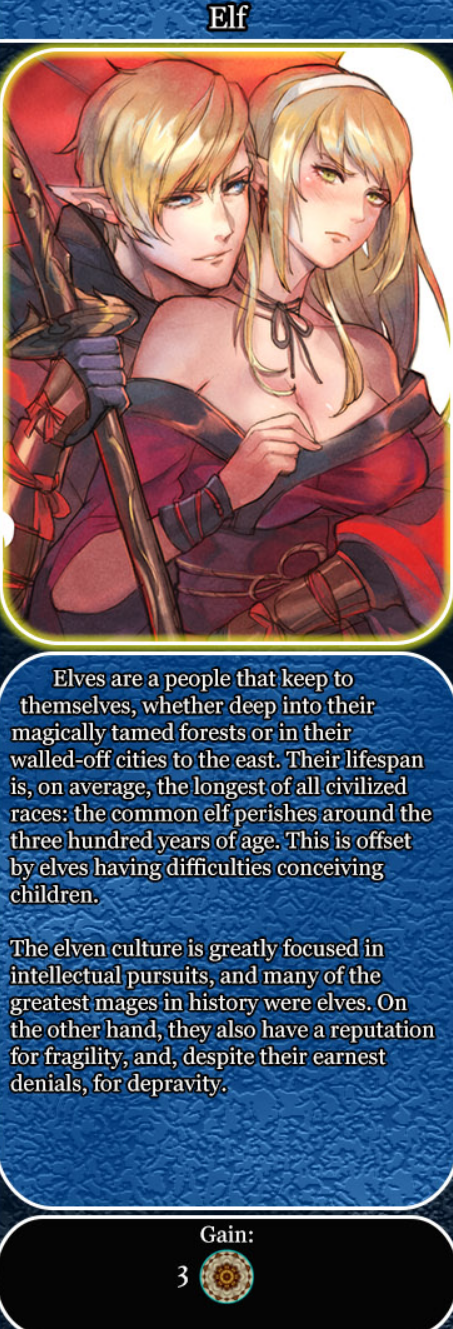 Elf
Elves are a people that keep to
themselves, whether deep into their
magically tamed forests or in their
walled-off cities to the east. Their lifespan
is, on average, the longest of all civilized
races: the common elf perishes around the
three hundred years of age. This is offset
by elves having difficulties conceiving
children.
The elven culture is greatly focused in
intellectual pursuits, and many of the
greatest mages in history were elves. On
the other hand, they also have a reputation
for fragility, and, despite their earnest
denials, for depravity.
Gain:
3